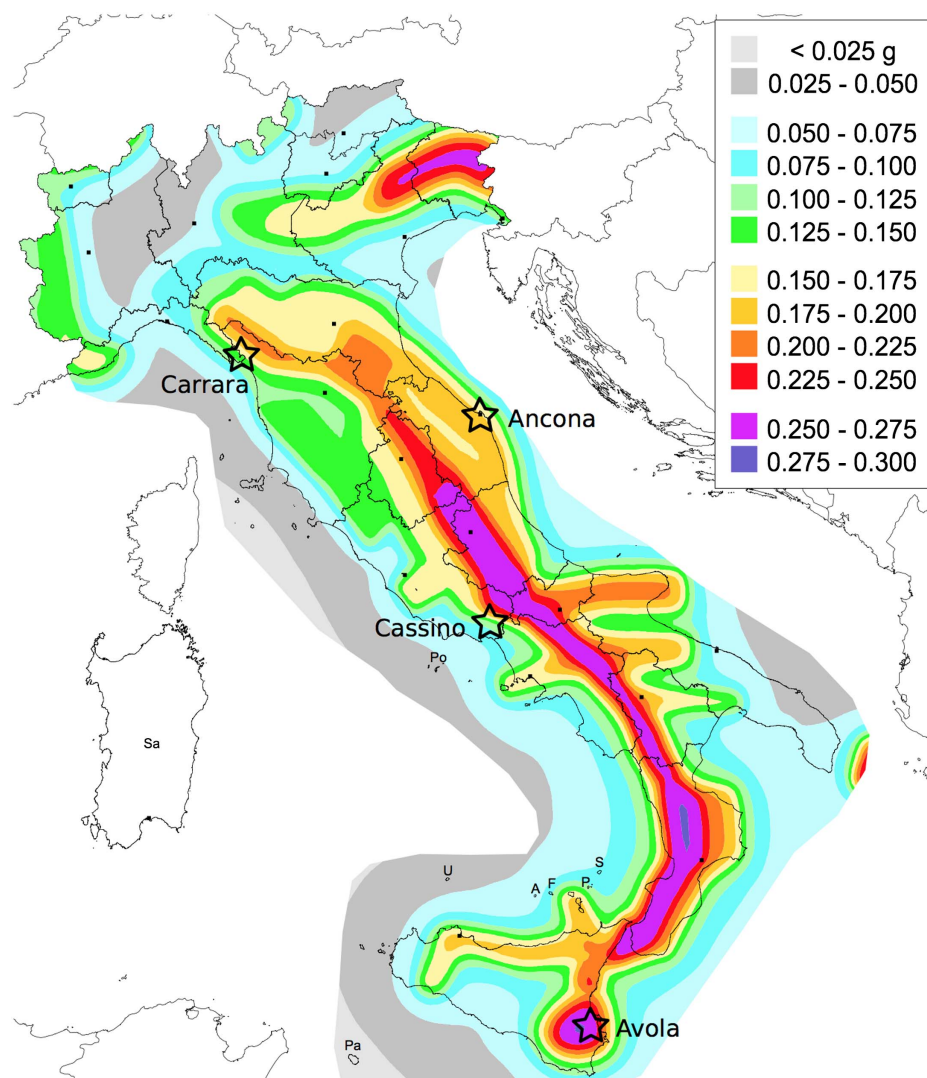 < 0.025 g
0.025 - 0.050
0.050 - 0.075
0.075 - 0.100
0.100 - 0.125
0.125 - 0.150
0.150 - 0.175
0.175 - 0.200
0.200 - 0.225
0.225 - 0.250
0.250 - 0.275
0.275 - 0.300
Carrara
Ancona
Cassino
Po
Sa
S
U
A
F
P
Avola
Pa